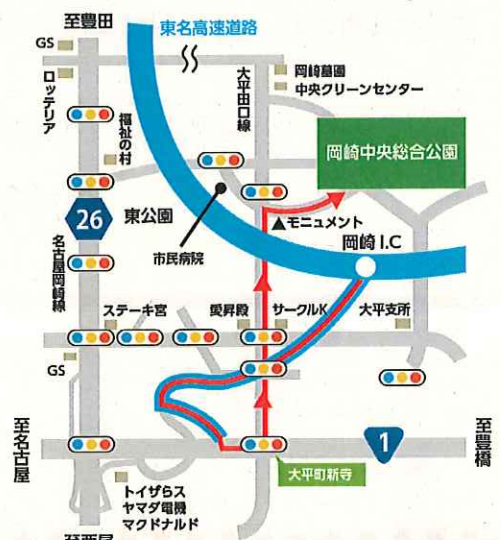 至豊田
東名高速道路
GS
ロッテリア
大平田口線
岡崎墓園
中央クリーンセンター
福祉の村
岡崎中央総合公園
26
東公園
市民病院
▲モニュメント
岡崎I.C
名古屋岡崎線
ステーキ宮
愛昇殿
サークルK
大平支所
GS
至名古屋
1
至豊橋
大平町新寺
トイザらス
ヤマダ電機
マクドナルド
至西尾